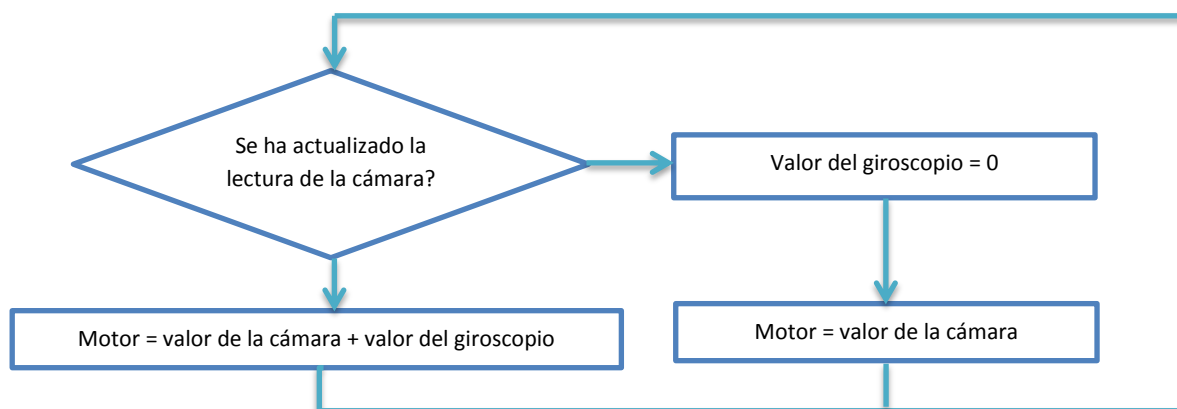 Se ha actualizado la
lectura de la cámara?
Valor del giroscopio = 0
Motor = valor de la cámara + valor del giroscopio
Motor = valor de la cámara